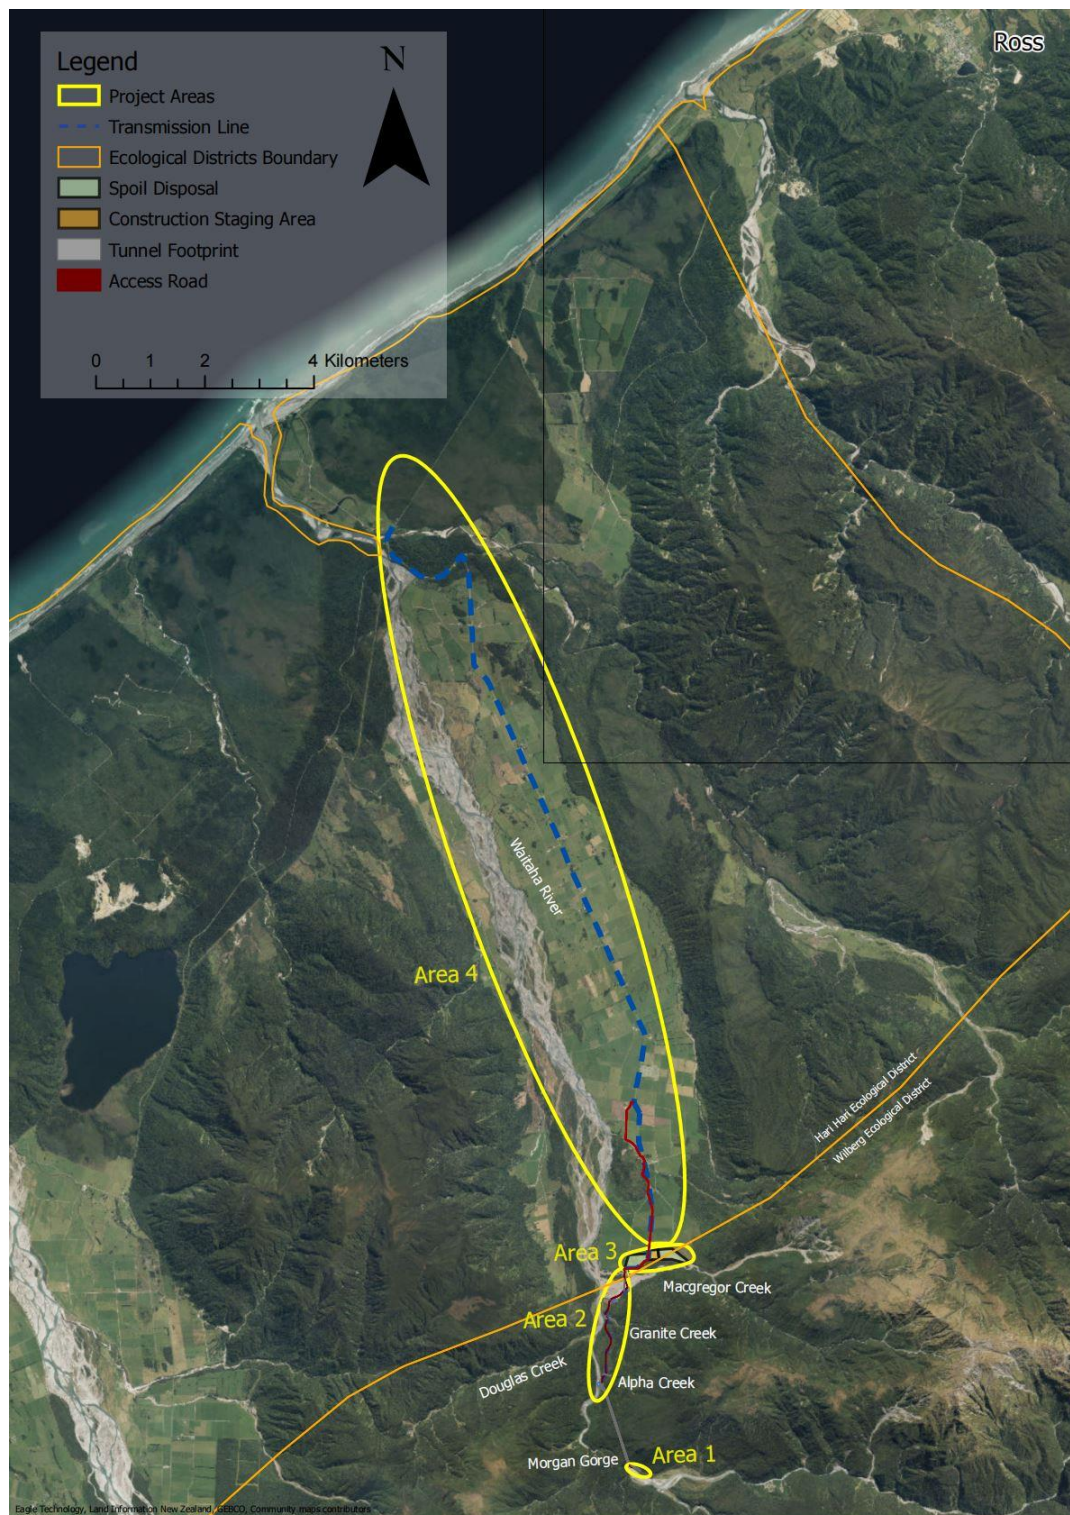 Ross
Legend
N
Project Areas
Transmission Line
Ecological Districts Boundary
Spoil Disposal
Construction Staging Area
Tunnel Footprint
Access Road
0 1 2 4 Kilometers
Waitaha River
Area 4
Hari Hari Ecological District
Wilberg Ecological District
Area 3
Macgregor Creek
Area 2
Granite Creek
Douglas Creek
Alpha Creek
Morgan Gorge
Area 1
Eagle Technology, Land Information New Zealand, GEBCO, Community maps contributors